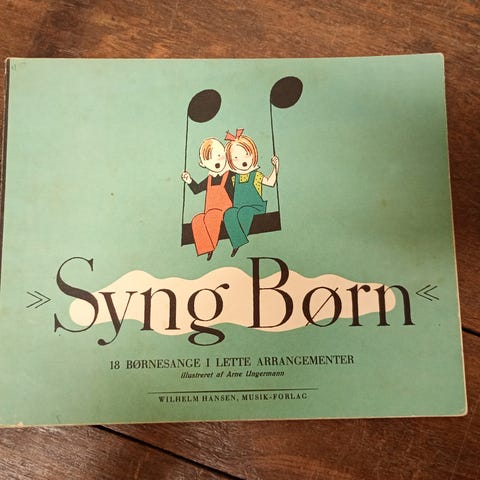 » Syng Børn «
18 BØRNESANGE I LETTE ARRANGEMENTER
illustreret af Arne Ungermann
WILHELM HANSEN, MUSIK-FORLAG